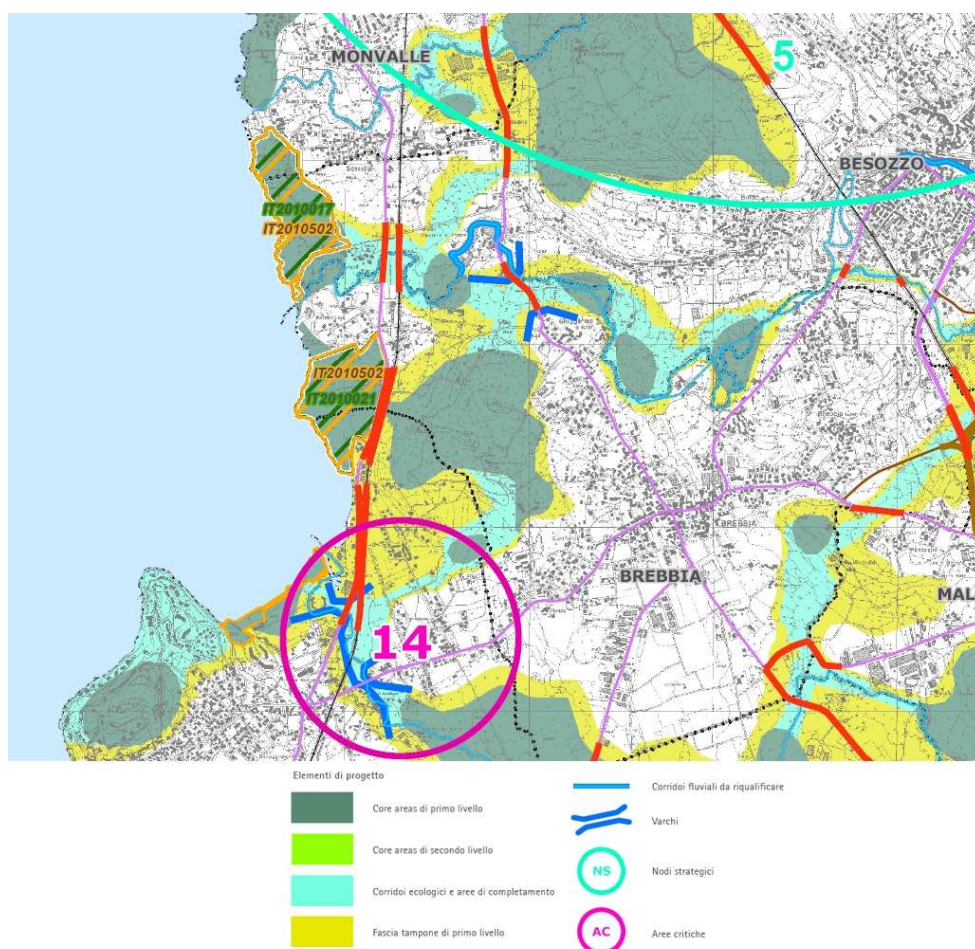 MONVALLE
5
BESOZZO
IT2010017
IT2010502
IT2010502
IT2010021
BREBBIA
BREBBIA
MAL
14
Elementi di progetto
Core areas di primo livello
Core areas di secondo livello
Corridoi ecologici e aree di completamento
Fascia tampone di primo livello
Corridoi fluviali da riqualificare
Varchi
NS
Nodi strategici
AC
Aree critiche